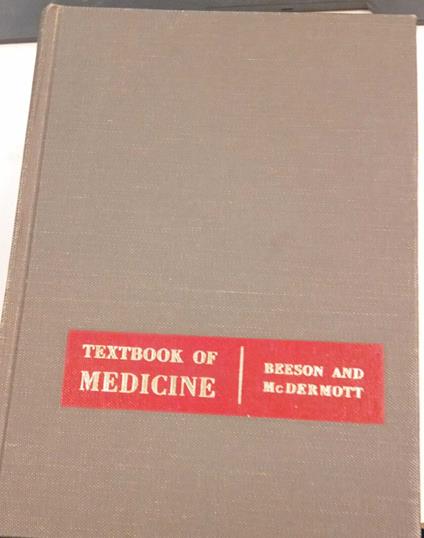 TEXTBOOK OF
MEDICINE
BEESON AND
McDERMOTT